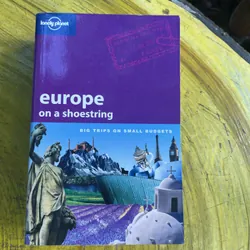 lonely planet
europe
on a shoestring
BIG TRIPS ON SMALL BUDGETS